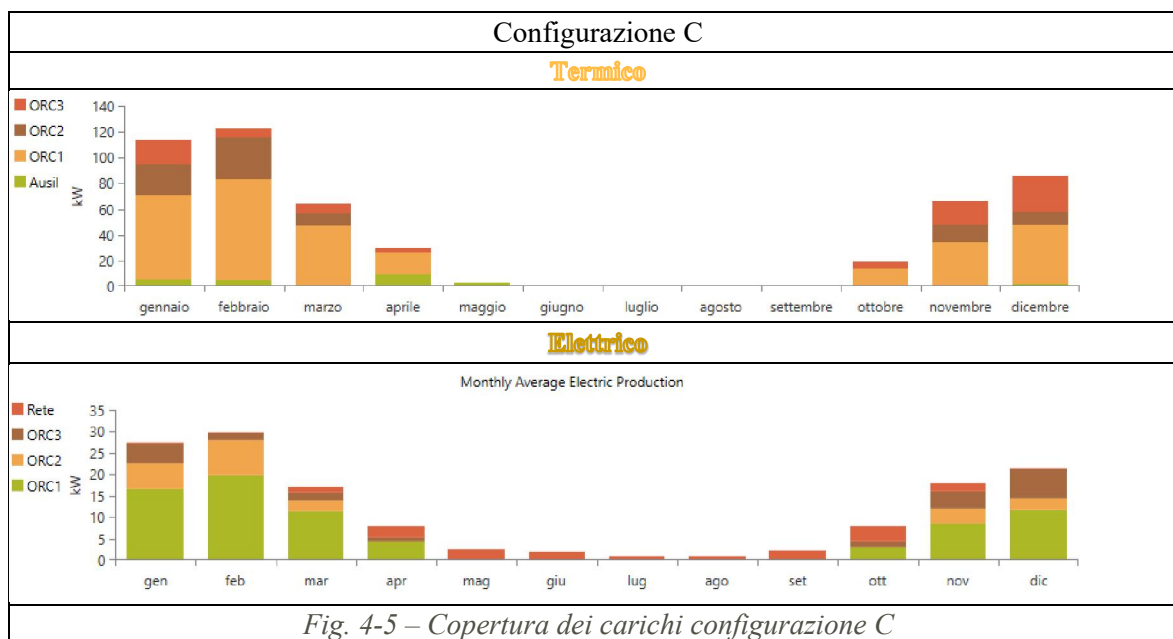 Configurazione C
Termico
ORC3
ORC2
ORC1
Ausil
kW
140
120
100
80
60
40
20
0
gennaio febbraio marzo aprile maggio giugno luglio agosto settembre ottobre novembre dicembre
Elettrico
Monthly Average Electric Production
Rete
ORC3
ORC2
ORC1
kW
35
30
25
20
15
10
5
0
gen feb mar apr mag giu lug ago set ott nov dic
Fig. 4-5 – Copertura dei carichi configurazione C